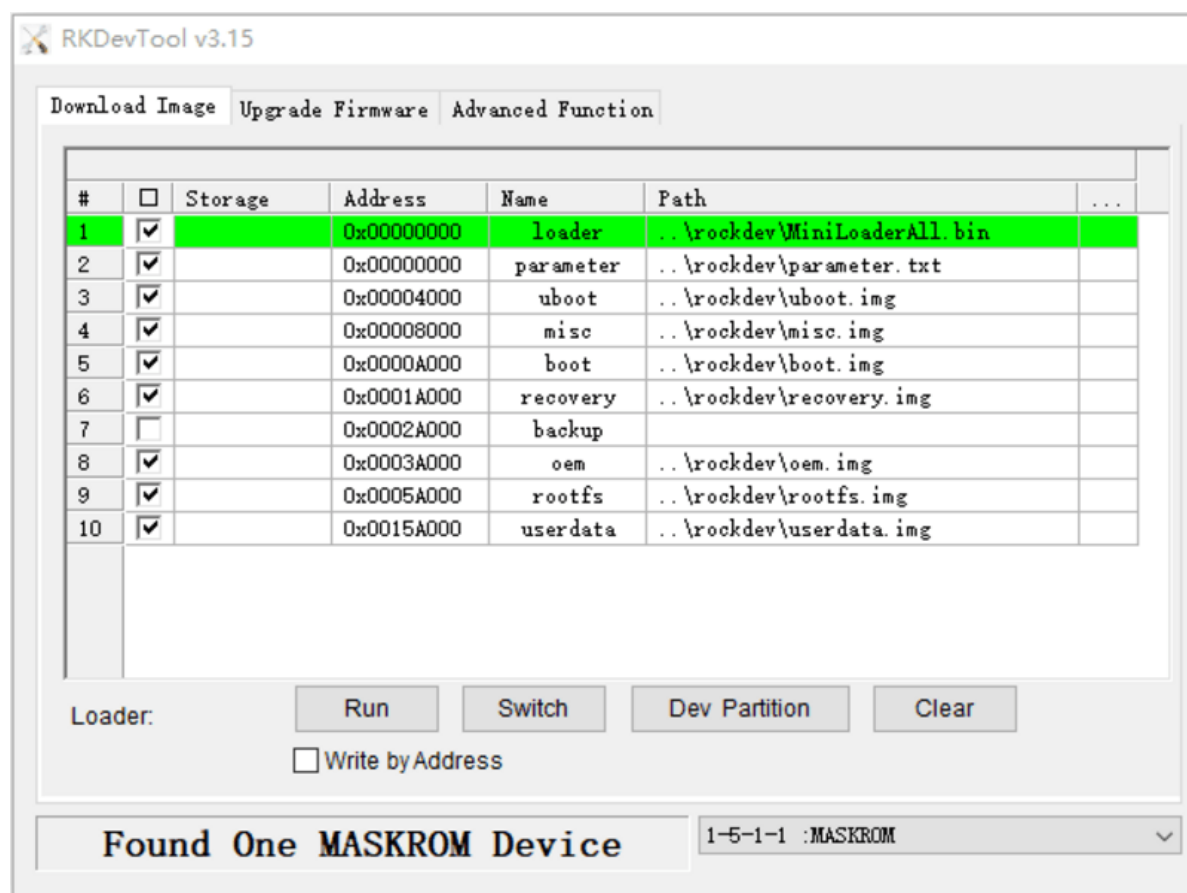 RKDevTool v3.15
Download Image Upgrade Firmware Advanced Function
# Storage Address Name Path ...
1 0x00000000 loader ..\rockdev\MiniLoaderAll.bin
2 0x00000000 parameter ..\rockdev\parameter.txt
3 0x00004000 uboot ..\rockdev\uboot.img
4 0x00008000 misc ..\rockdev\misc.img
5 0x0000A000 boot ..\rockdev\boot.img
6 0x0001A000 recovery ..\rockdev\recovery.img
7 0x0002A000 backup
8 0x0003A000 oem ..\rockdev\oem.img
9 0x0005A000 rootfs ..\rockdev\rootfs.img
10 0x0015A000 userdata ..\rockdev\userdata.img
Loader: Run Switch Dev Partition Clear
Write by Address
Found One MASKROM Device 1-5-1-1 :MASKROM